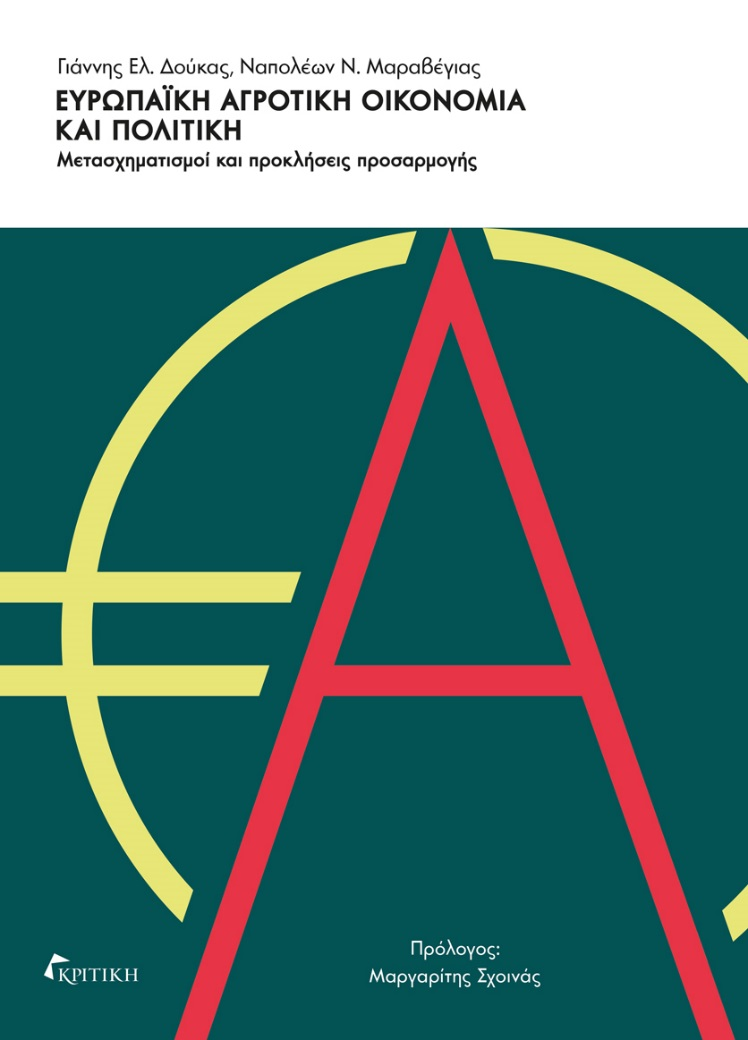 Γιάννης Ελ. Δούκας, Ναπολέων Ν. Μαραβέγιας
ΕΥΡΩΠΑΪΚΗ ΑΓΡΟΤΙΚΗ ΟΙΚΟΝΟΜΙΑ
ΚΑΙ ΠΟΛΙΤΙΚΗ
Μετασχηματισμοί και προκλήσεις προσαρμογής
€A
Πρόλογος:
Μαργαρίτης Σχοινάς
ΚΡΙΤΙΚΗ